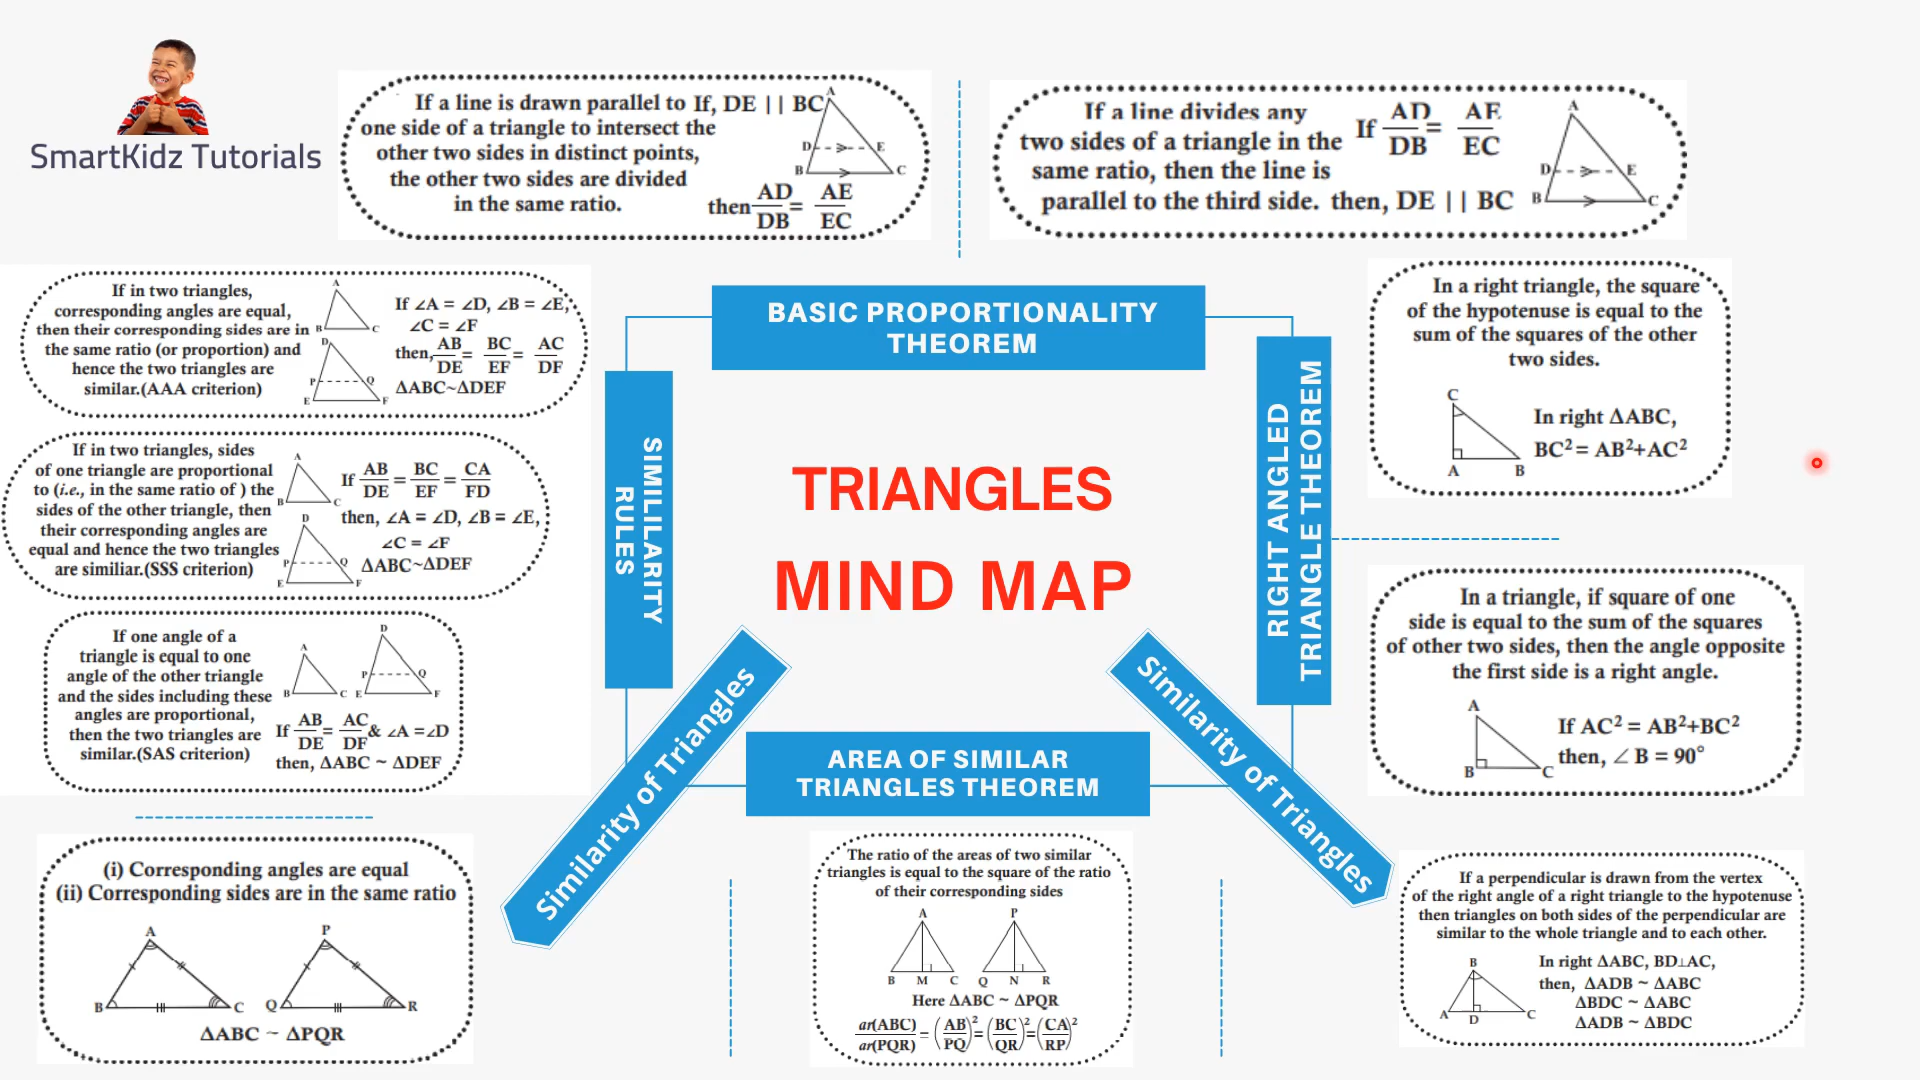 SmartKidz Tutorials
If a line is drawn parallel to If, DE || BC
one side of a triangle to intersect the
other two sides in distinct points,
the other two sides are divided
in the same ratio.
then AD/DB = AE/EC
A
D E
B C
If a line divides any
two sides of a triangle in the
same ratio, then the line is
parallel to the third side. then, DE || BC
If AD/DB = AE/EC
A
D E
B C
If in two triangles,
corresponding angles are equal,
then their corresponding sides are in
the same ratio (or proportion) and
hence the two triangles are
similar.(AAA criterion)
A
B C
D
P Q
E F
If ∠A = ∠D, ∠B = ∠E,
∠C = ∠F
then, AB/DE = BC/EF = AC/DF
ΔABC~ΔDEF
If in two triangles, sides
of one triangle are proportional
to (i.e., in the same ratio of ) the
sides of the other triangle, then
their corresponding angles are
equal and hence the two triangles
are similiar.(SSS criterion)
A
B C
D
P Q
E F
If AB/DE = BC/EF = CA/FD
then, ∠A = ∠D, ∠B = ∠E,
∠C = ∠F
ΔABC~ΔDEF
If one angle of a
triangle is equal to one
angle of the other triangle
and the sides including these
angles are proportional,
then the two triangles are
similar.(SAS criterion)
A
B C
D
P Q
E F
If AB/DE = AC/DF & ∠A =∠D
then, ΔABC ~ ΔDEF
(i) Corresponding angles are equal
(ii) Corresponding sides are in the same ratio
A
B C
P
Q R
ΔABC ~ ΔPQR
BASIC PROPORTIONALITY
THEOREM
SIMILILARITY
RULES
TRIANGLES
MIND MAP
RIGHT ANGLED
TRIANGLE THEOREM
Similarity of Triangles
AREA OF SIMILAR
TRIANGLES THEOREM
Similarity of Triangles
The ratio of the areas of two similar
triangles is equal to the square of the ratio
of their corresponding sides
A P
B M C Q N R
Here ΔABC ~ ΔPQR
ar(ABC)/ar(PQR) = (AB/PQ)² = (BC/QR)² = (CA/RP)²
In a right triangle, the square
of the hypotenuse is equal to the
sum of the squares of the other
two sides.
C
A B
In right ΔABC,
BC² = AB²+AC²
In a triangle, if square of one
side is equal to the sum of the squares
of other two sides, then the angle opposite
the first side is a right angle.
A
B C
If AC² = AB²+BC²
then, ∠ B = 90°
If a perpendicular is drawn from the vertex
of the right angle of a right triangle to the hypotenuse
then triangles on both sides of the perpendicular are
similar to the whole triangle and to each other.
B
A D C
In right ΔABC, BD⊥AC,
then, ΔADB ~ ΔABC
ΔBDC ~ ΔABC
ΔADB ~ ΔBDC